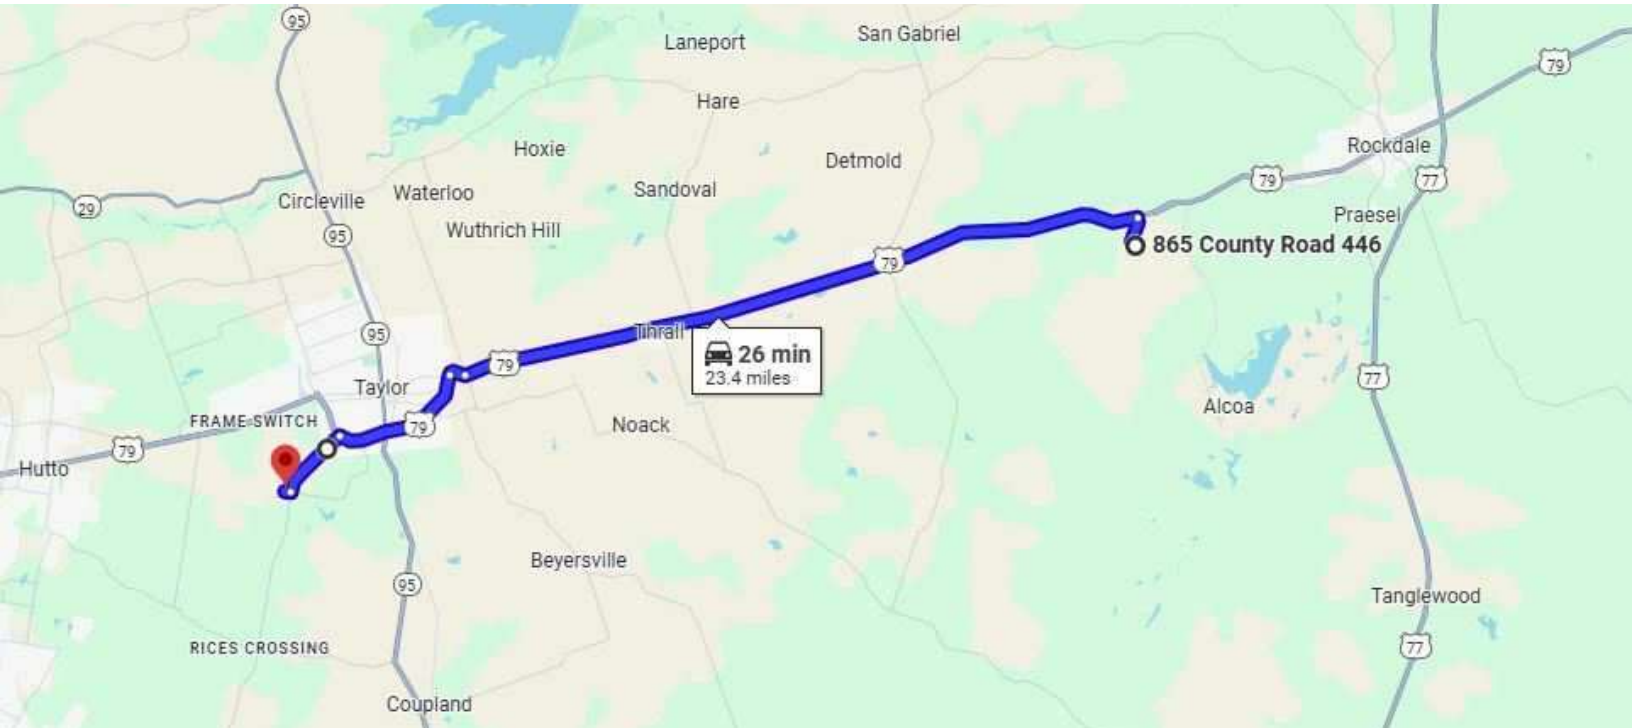 95
Laneport
San Gabriel
79
Hare
Hoxie
Detmold
Rockdale
29
Circleville
Waterloo
Sandoval
79
77
Praesel
95
Wuthrich Hill
865 County Road 446
79
95
Thrall
26 min
23.4 miles
79
Taylor
77
Alcoa
FRAME SWITCH
79
Noack
79
Hutto
Beyersville
95
Tanglewood
RICES CROSSING
77
Coupland